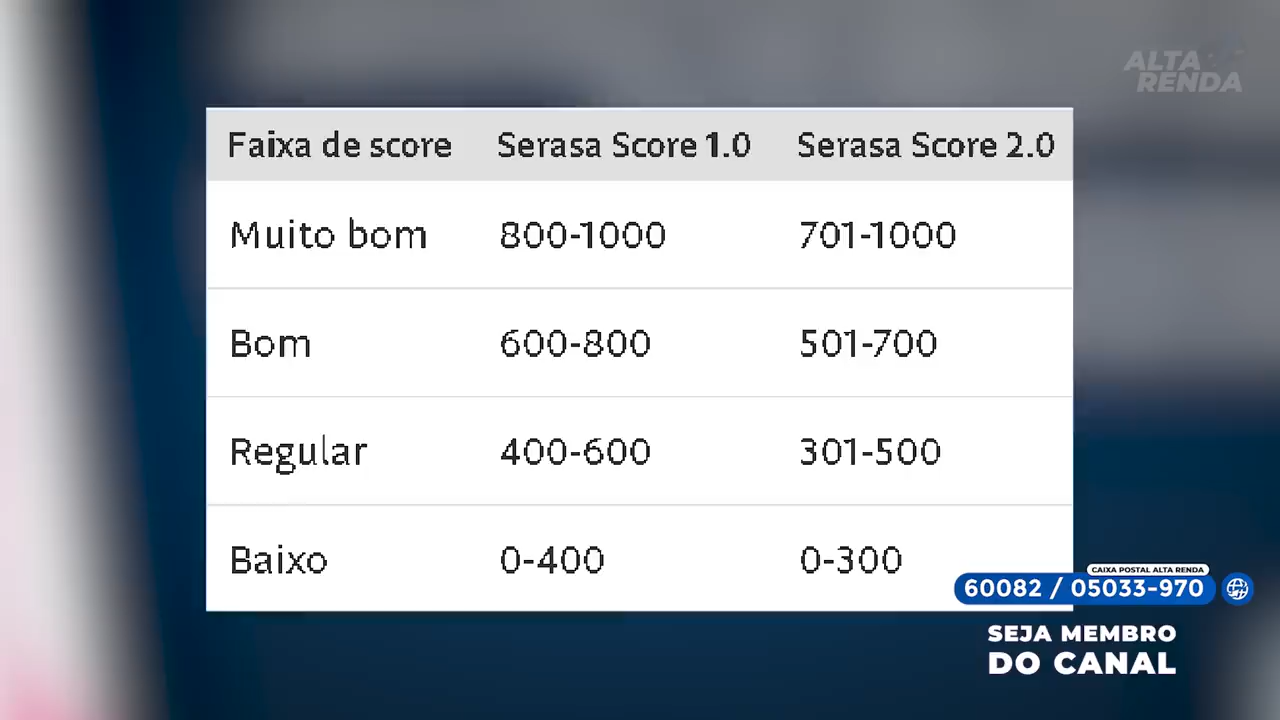 ALTA
RENDA
Faixa de score Serasa Score 1.0 Serasa Score 2.0
Muito bom 800-1000 701-1000
Bom 600-800 501-700
Regular 400-600 301-500
Baixo 0-400 0-300
CAIXA POSTAL ALTA RENDA
60082 / 05033-970
SEJA MEMBRO
DO CANAL